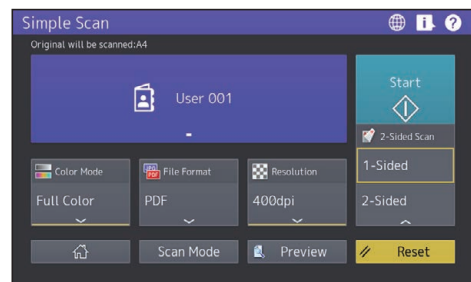 Simple Scan
Original will be scanned:A4
User 001
Start
2-Sided Scan
1-Sided
2-Sided
Color Mode
Full Color
File Format
PDF
Resolution
400dpi
Scan Mode
Preview
Reset